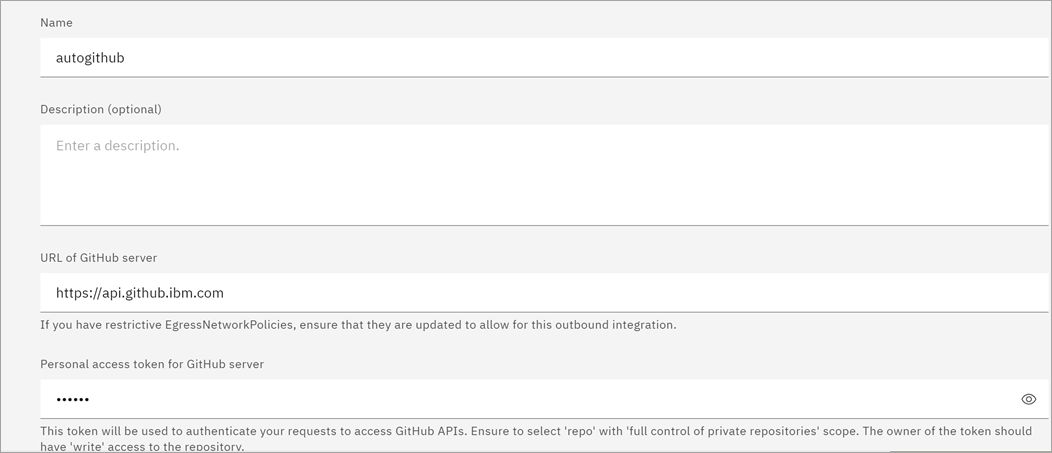 Name
autogithub
Description (optional)
Enter a description.
URL of GitHub server
https://api.github.ibm.com
If you have restrictive EgressNetworkPolicies, ensure that they are updated to allow for this outbound integration.
Personal access token for GitHub server
••••••
This token will be used to authenticate your requests to access GitHub APIs. Ensure to select 'repo' with 'full control of private repositories' scope. The owner of the token should
have 'write' access to the repository.